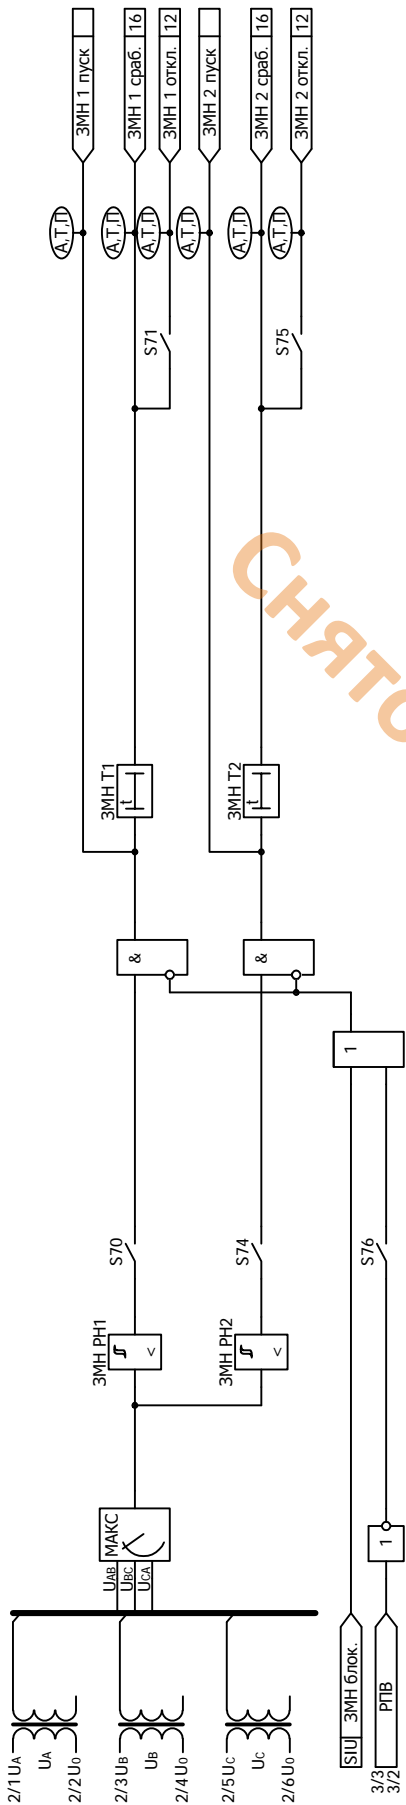 ЗМН 1 пуск
ЗМН 1 сраб. 16
ЗМН 1 откл. 12
ЗМН 2 пуск
ЗМН 2 сраб. 16
ЗМН 2 откл. 12
А,Т,П
А,Т,П
А,Т,П
А,Т,П
А,Т,П
А,Т,П
S71
S75
Снято
ЗМН Т1
t
ЗМН Т2
t
&
&
1
S70
S74
S76
ЗМН РН1
<
ЗМН РН2
<
МАКС
UAB
UBC
UCA
1
SIU ЗМН блок.
РПВ
3/3
3/2
2/1 UA
UA
2/2 U0
2/3 UB
UB
2/4 U0
2/5 UC
UC
2/6 U0